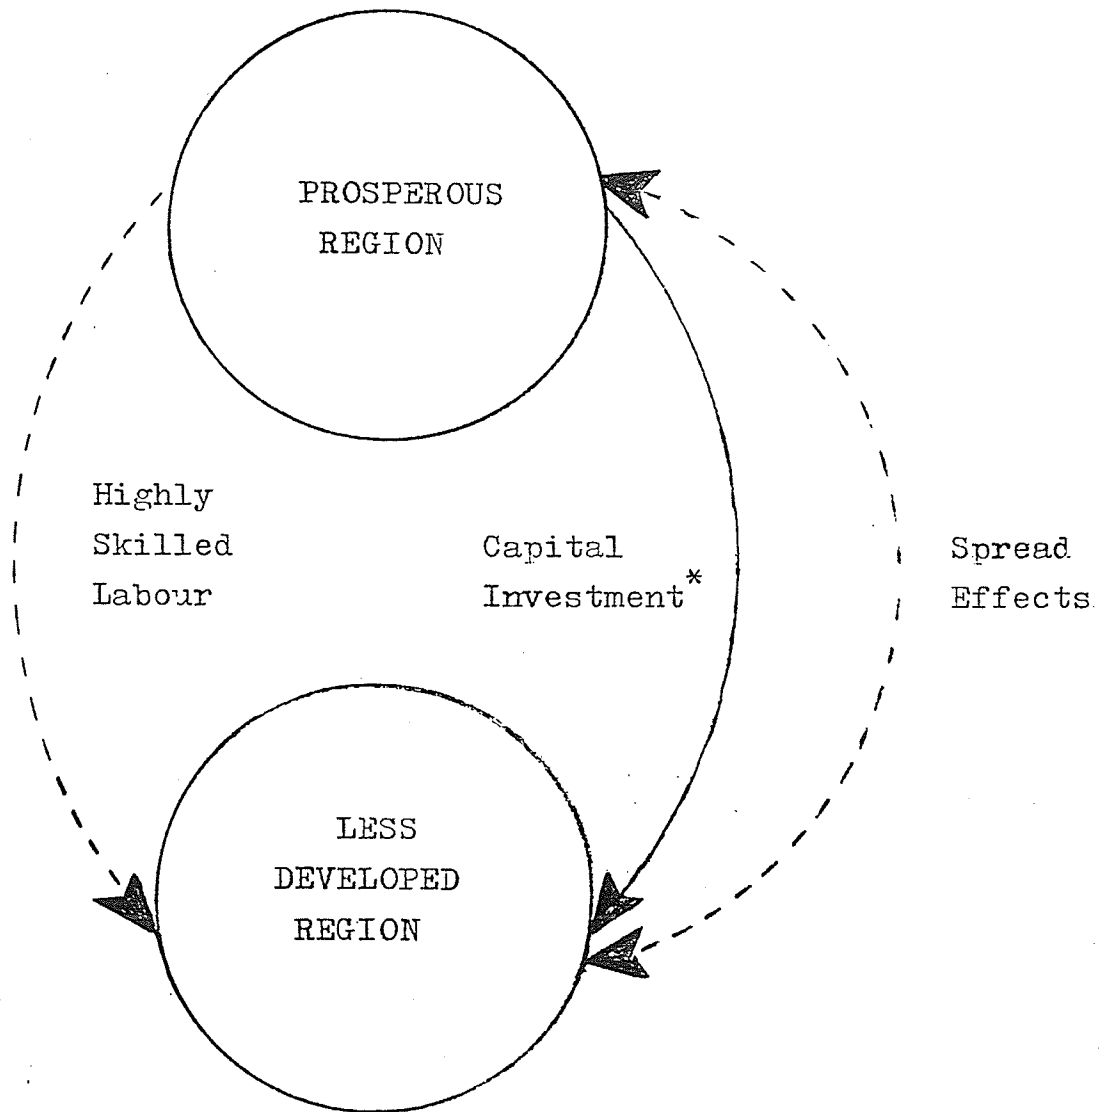 PROSPEROUS
REGION
Highly
Skilled
Labour
Capital
Investment*
Spread
Effects
LESS
DEVELOPED
REGION